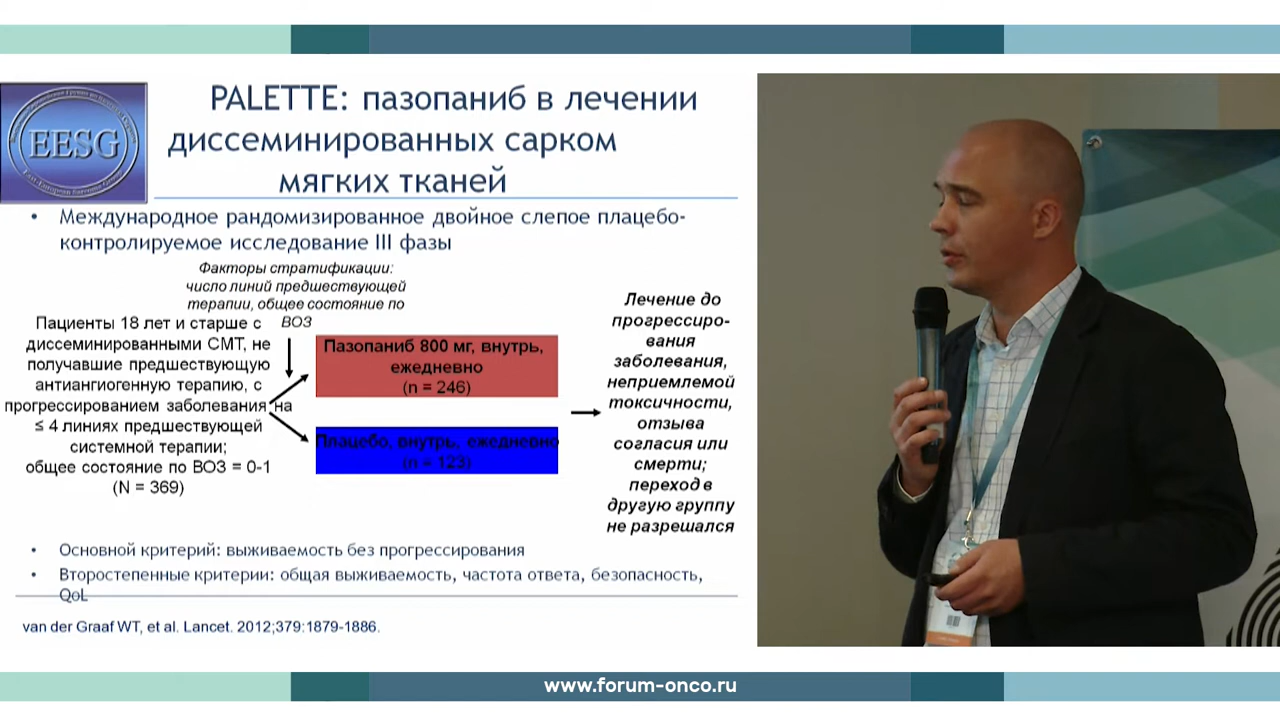 PALETTE: пазопаниб в лечении
диссеминированных сарком
мягких тканей
EESG
• Международное рандомизированное двойное слепое плацебо-
контролируемое исследование III фазы
Факторы стратификации:
число линий предшествующей
терапии, общее состояние по
ВОЗ
Пациенты 18 лет и старше с
диссеминированными СМТ, не
получавшие предшествующую
антиангиогенную терапию, с
прогрессированием заболевания на
≤ 4 линиях предшествующей
системной терапии;
общее состояние по ВОЗ = 0-1
(N = 369)
Пазопаниб 800 мг, внутрь,
ежедневно
(n = 246)
Плацебо, внутрь, ежедневно
(n = 123)
Лечение до
прогрессиро-
вания
заболевания,
неприемлемой
токсичности,
отзыва
согласия или
смерти;
переход в
другую группу
не разрешался
• Основной критерий: выживаемость без прогрессирования
• Второстепенные критерии: общая выживаемость, частота ответа, безопасность,
QoL
van der Graaf WT, et al. Lancet. 2012;379:1879-1886.
www.forum-onco.ru